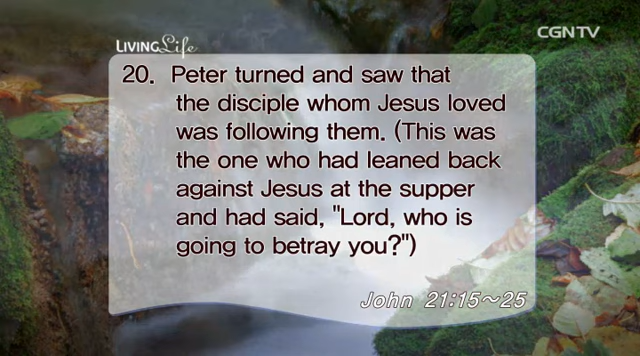 LIVING Life
CGNTV
20. Peter turned and saw that
the disciple whom Jesus loved
was following them. (This was
the one who had leaned back
against Jesus at the supper
and had said, "Lord, who is
going to betray you?")
John 21:15~25